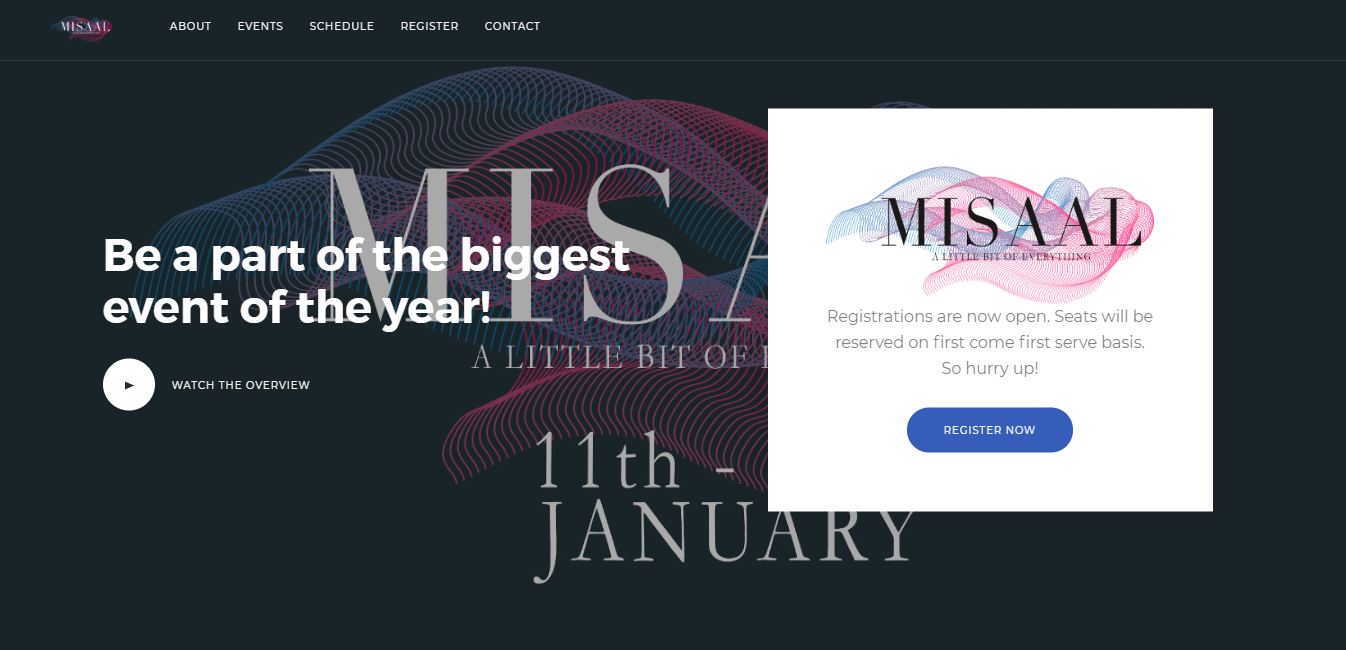 MISAAL
ABOUT EVENTS SCHEDULE REGISTER CONTACT
MISA
A LITTLE BIT OF
11th -
JANUARY
Be a part of the biggest
event of the year!
WATCH THE OVERVIEW
MISAAL
A LITTLE BIT OF EVERYTHING
Registrations are now open. Seats will be
reserved on first come first serve basis.
So hurry up!
REGISTER NOW